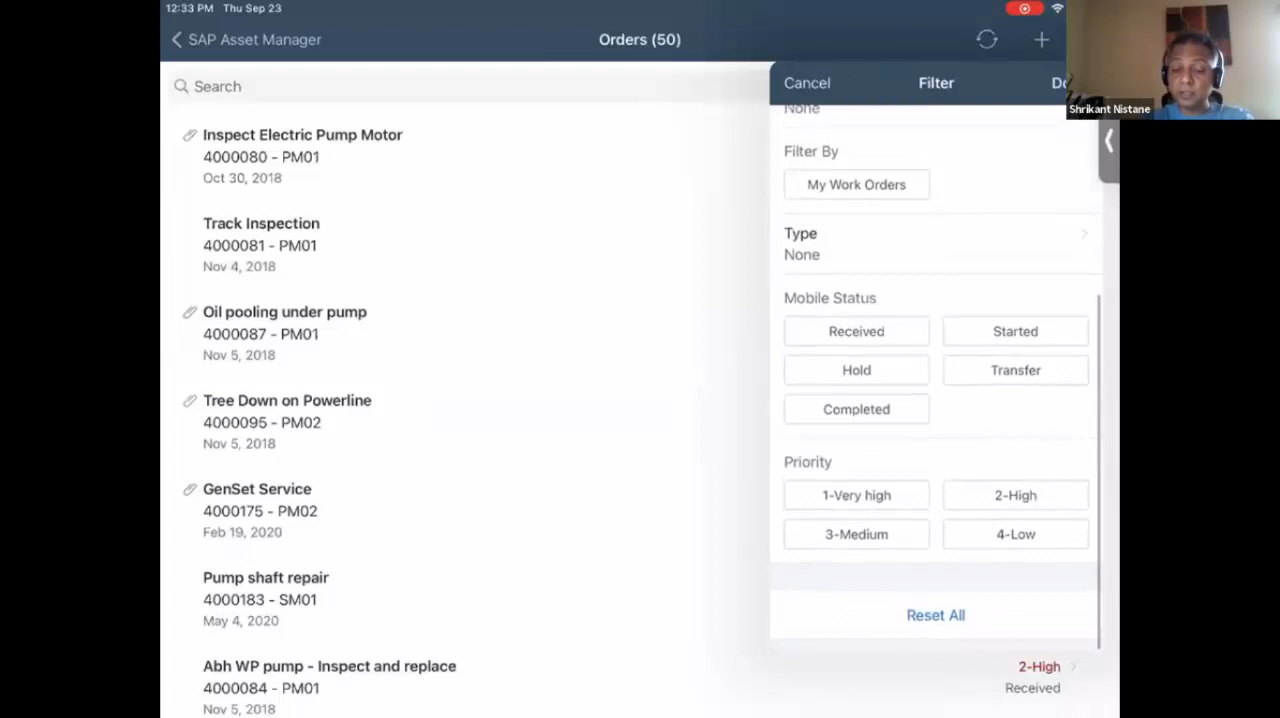 12:33 PM Thu Sep 23
SAP Asset Manager
Orders (50)
Search
Inspect Electric Pump Motor
4000080 - PM01
Oct 30, 2018
Track Inspection
4000081 - PM01
Nov 4, 2018
Oil pooling under pump
4000087 - PM01
Nov 5, 2018
Tree Down on Powerline
4000095 - PM02
Nov 5, 2018
GenSet Service
4000175 - PM02
Feb 19, 2020
Pump shaft repair
4000183 - SM01
May 4, 2020
Abh WP pump - Inspect and replace
4000084 - PM01
Nov 5, 2018
2-High
Received
Cancel Filter
None
Filter By
My Work Orders
Type
None
Mobile Status
Received Started
Hold Transfer
Completed
Priority
1-Very high 2-High
3-Medium 4-Low
Reset All
Shrikant Nistane